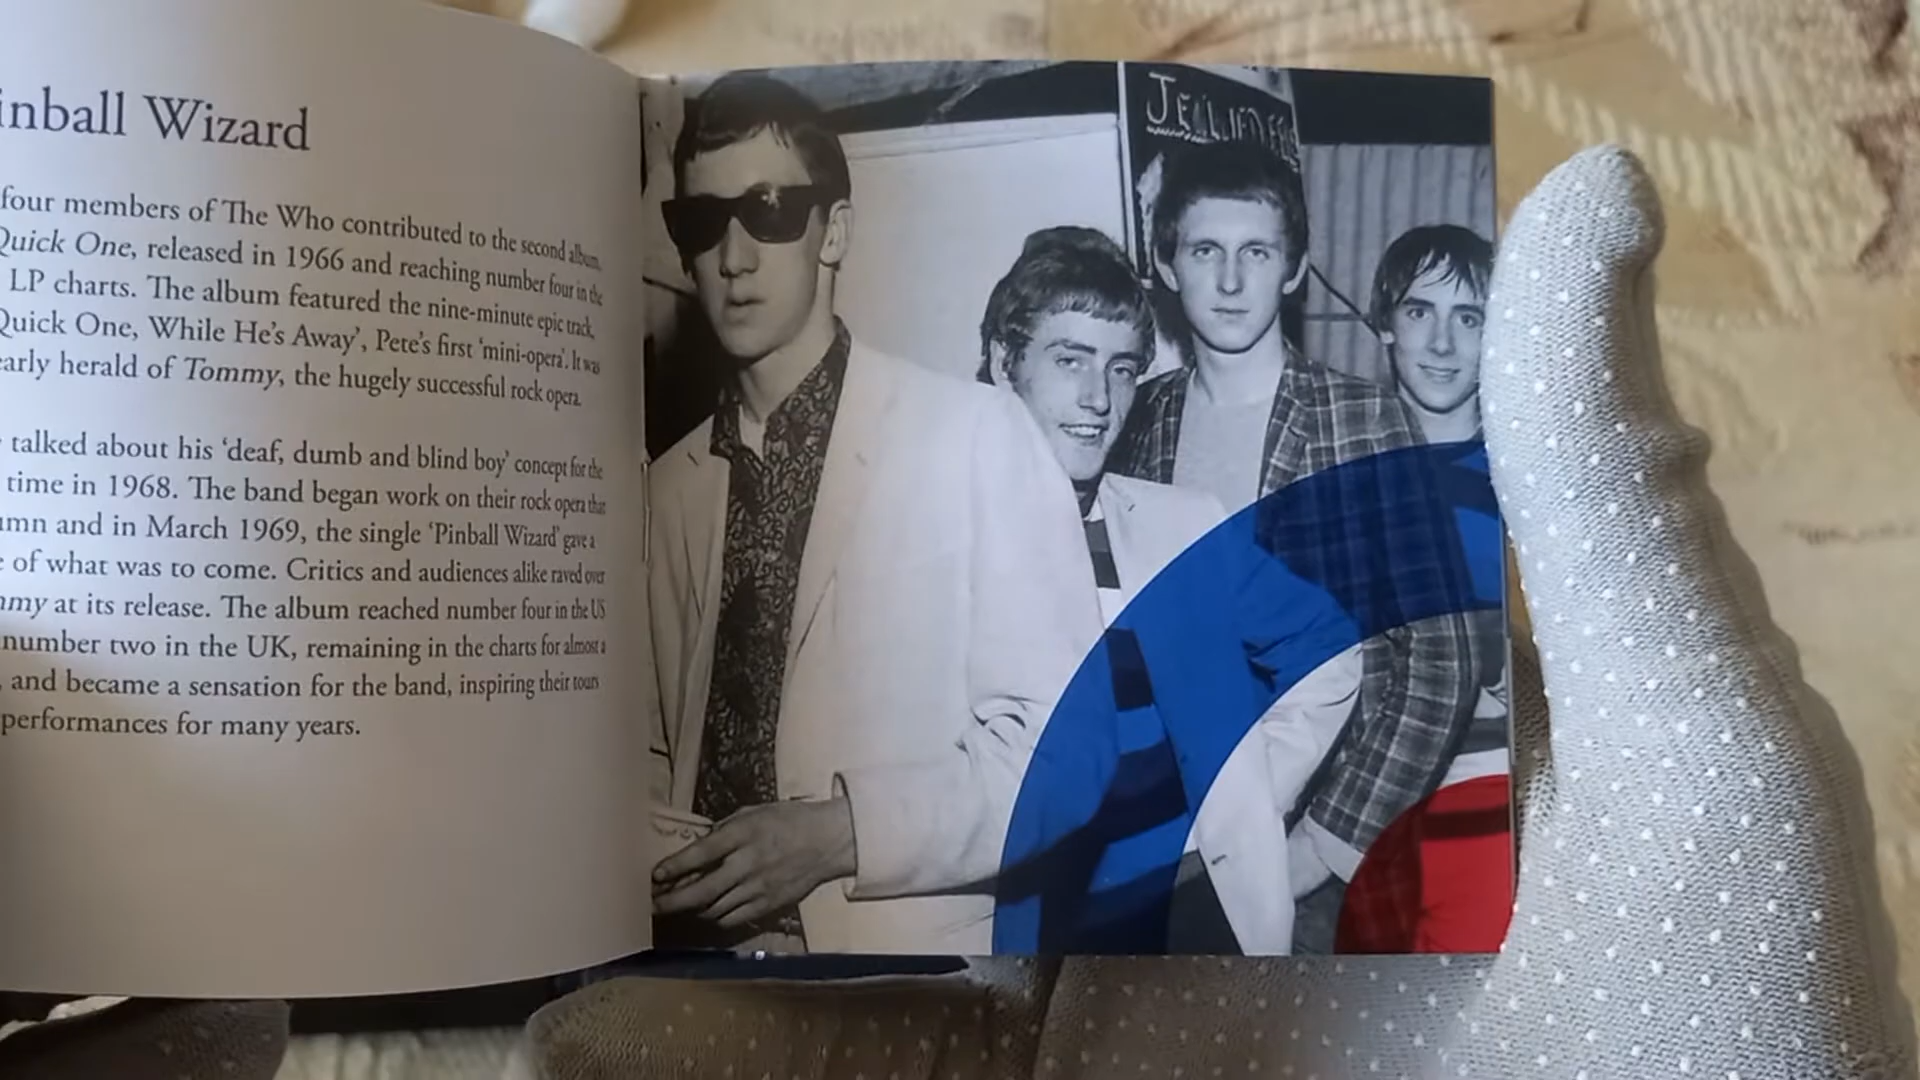 inball Wizard
four members of The Who contributed to the second album,
Quick One, released in 1966 and reaching number four in the
LP charts. The album featured the nine-minute epic track,
Quick One, While He's Away', Pete's first 'mini-opera'. It was
early herald of Tommy, the hugely successful rock opera.
talked about his 'deaf, dumb and blind boy' concept for the
time in 1968. The band began work on their rock opera that
umn and in March 1969, the single 'Pinball Wizard' gave a
of what was to come. Critics and audiences alike raved over
mmy at its release. The album reached number four in the US
number two in the UK, remaining in the charts for almost a
, and became a sensation for the band, inspiring their tours
performances for many years.
JELLIED EELS